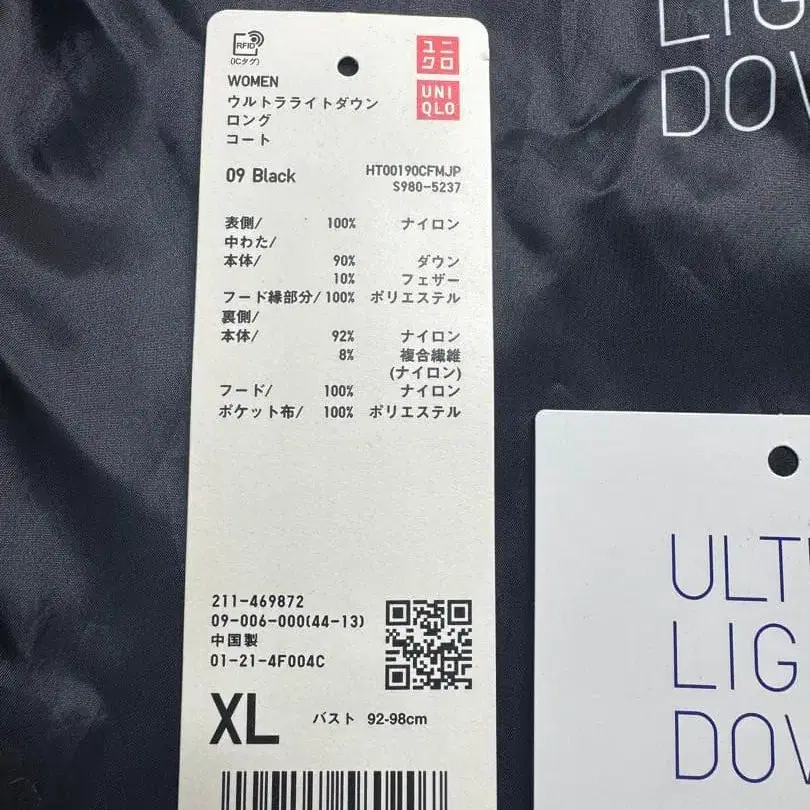 RFID
(ICタグ)
ユニ
クロ
UNI
QLO
WOMEN
ウルトラライトダウン
ロング
コート
09 Black
HT00190CFMJP
S980-5237
表側/ 100% ナイロン
中わた/
本体/ 90% ダウン
10% フェザー
フード縁部分/ 100% ポリエステル
裏側/
本体/ 92% ナイロン
8% 複合繊維
(ナイロン)
フード/ 100% ナイロン
ポケット布/ 100% ポリエステル
211-469872
09-006-000(44-13)
中国製
01-21-4F004C
XL バスト 92-98cm
LIG
DOW
ULT
LIG
DOW